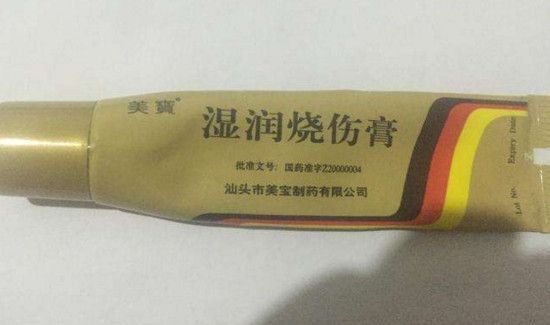 美寶®
湿润烧伤膏
批准文号：国药准字Z20000004
汕头市美宝制药有限公司
Lot No.
Expiry Date